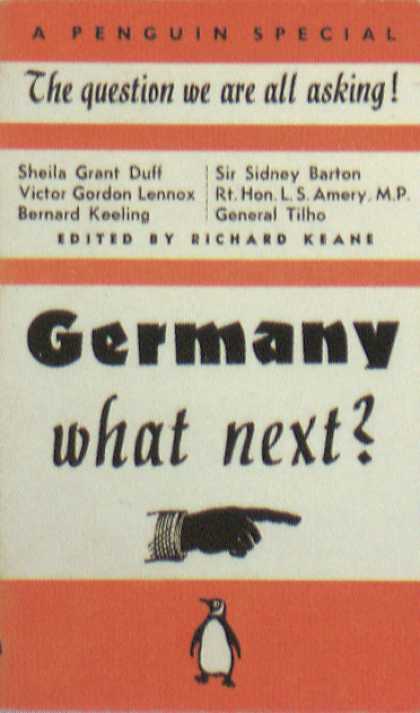 A PENGUIN SPECIAL
The question we are all asking!
Sheila Grant Duff
Victor Gordon Lennox
Bernard Keeling
Sir Sidney Barton
Rt. Hon. L. S. Amery, M.P.
General Tilho
EDITED BY RICHARD KEANE
Germany
what next?